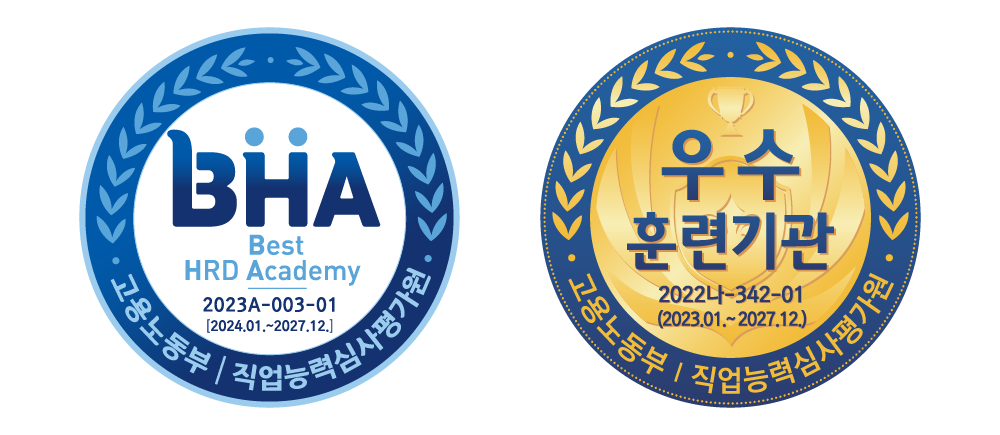 BHA
Best
HRD Academy
2023A-003-01
[2024.01.~2027.12.]
고용노동부 | 직업능력심사평가원
우수
훈련기관
2022나-342-01
(2023.01.~2027.12.)
고용노동부 | 직업능력심사평가원